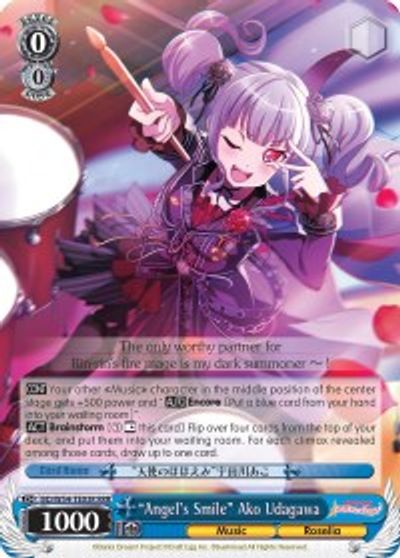 0
0
The only worthy partner for
Rin-rin's fire mage is my dark summoner ~!
CONT Your other «Music» character in the middle position of the center
stage gets +500 power and "AUTO Encore [Put a blue card from your hand
into your waiting room]".
ACT Brainstorm [(1) this card] Flip over four cards from the top of your
deck, and put them into your waiting room. For each climax revealed
among those cards, draw up to one card.
Card Name
"天使のほほえみ"宇田川あこ
1000
"Angel's Smile" Ako Udagawa
Music
Roselia